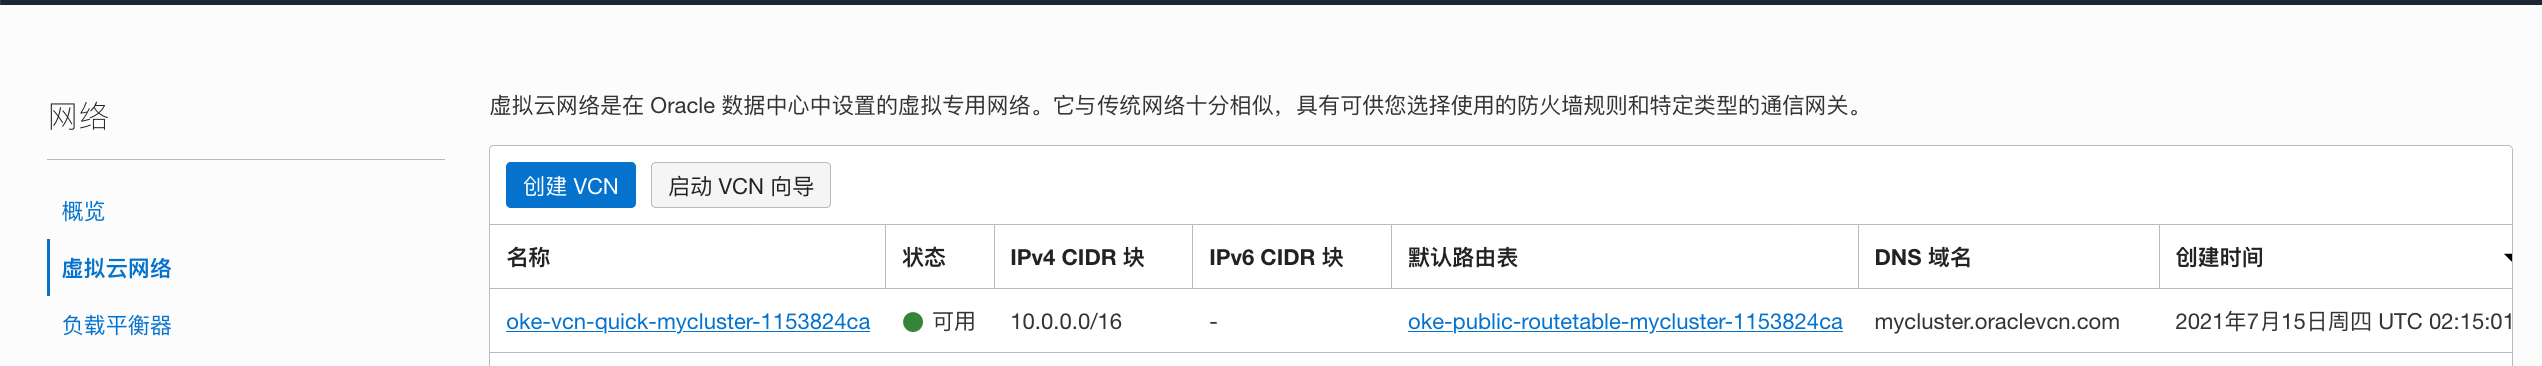 网络
概览
虚拟云网络
负载平衡器
虚拟云网络是在 Oracle 数据中心中设置的虚拟专用网络。它与传统网络十分相似，具有可供您选择使用的防火墙规则和特定类型的通信网关。
创建 VCN 启动 VCN 向导
名称 状态 IPv4 CIDR 块 IPv6 CIDR 块 默认路由表 DNS 域名 创建时间
oke-vcn-quick-mycluster-1153824ca 可用 10.0.0.0/16 - oke-public-routetable-mycluster-1153824ca mycluster.oraclevcn.com 2021年7月15日周四 UTC 02:15:01